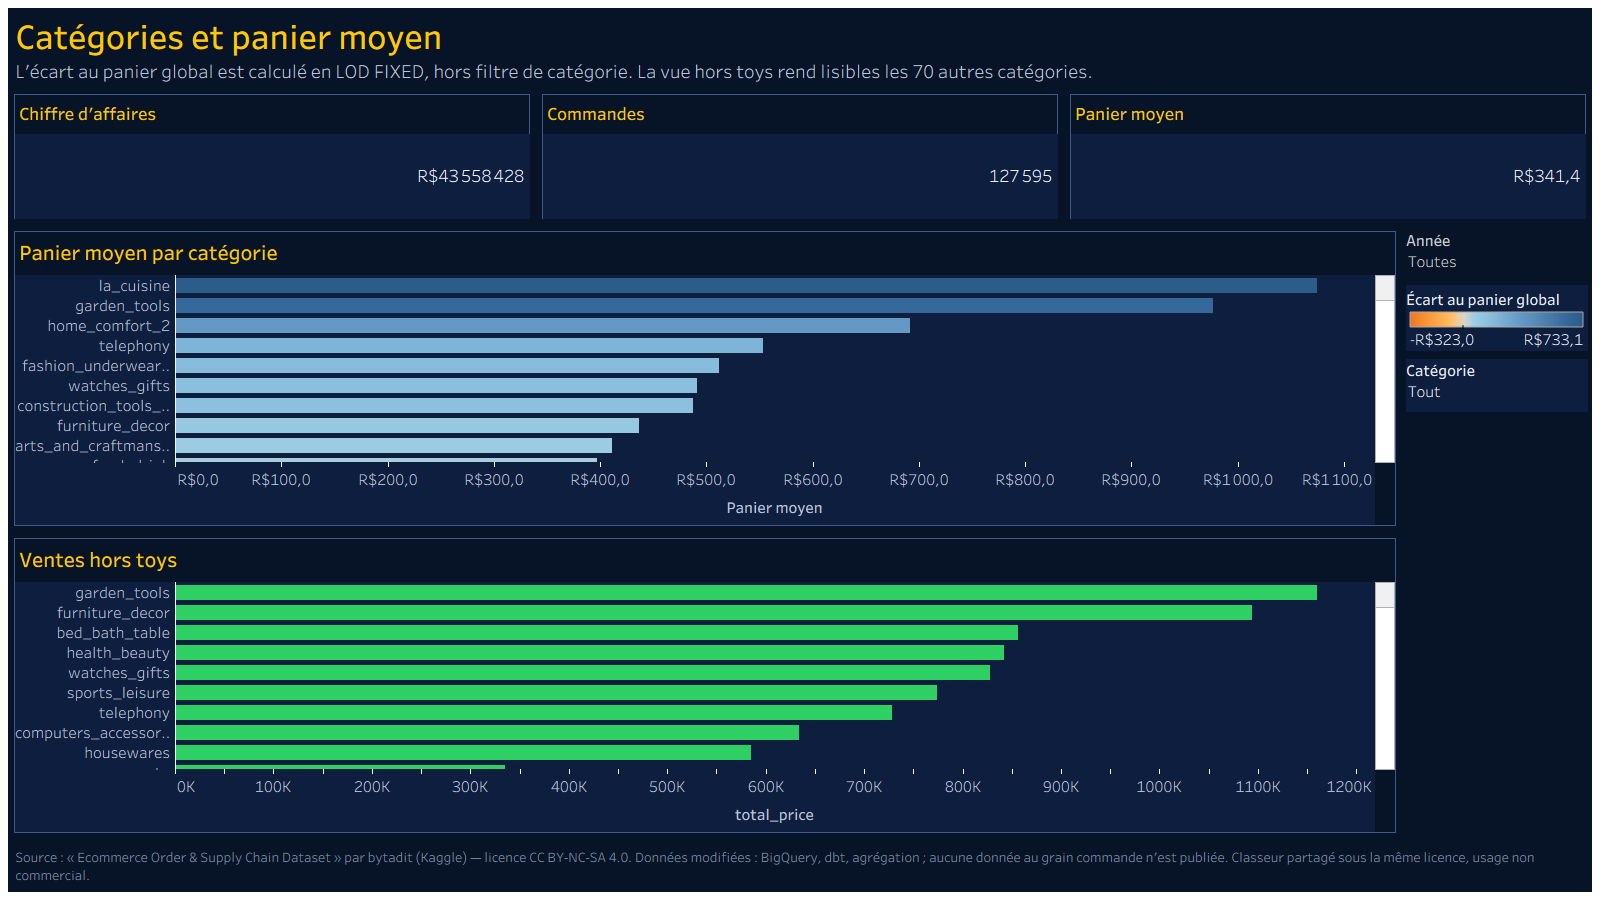 Catégories et panier moyen
L’écart au panier global est calculé en LOD FIXED, hors filtre de catégorie. La vue hors toys rend lisibles les 70 autres catégories.
Chiffre d’affaires
Commandes
Panier moyen
R$43 558 428
127 595
R$341,4
Panier moyen par catégorie
la_cuisine
garden_tools
home_comfort_2
telephony
fashion_underwear..
watches_gifts
construction_tools_..
furniture_decor
arts_and_craftmans..
R$0,0 R$100,0 R$200,0 R$300,0 R$400,0 R$500,0 R$600,0 R$700,0 R$800,0 R$900,0 R$1 000,0 R$1 100,0
Panier moyen
Année
Toutes
Écart au panier global
-R$323,0 R$733,1
Catégorie
Tout
Ventes hors toys
garden_tools
furniture_decor
bed_bath_table
health_beauty
watches_gifts
sports_leisure
telephony
computers_accessor..
housewares
0K 100K 200K 300K 400K 500K 600K 700K 800K 900K 1000K 1100K 1200K
total_price
Source : « Ecommerce Order & Supply Chain Dataset » par bytadit (Kaggle) — licence CC BY-NC-SA 4.0. Données modifiées : BigQuery, dbt, agrégation ; aucune donnée au grain commande n’est publiée. Classeur partagé sous la même licence, usage non
commercial.